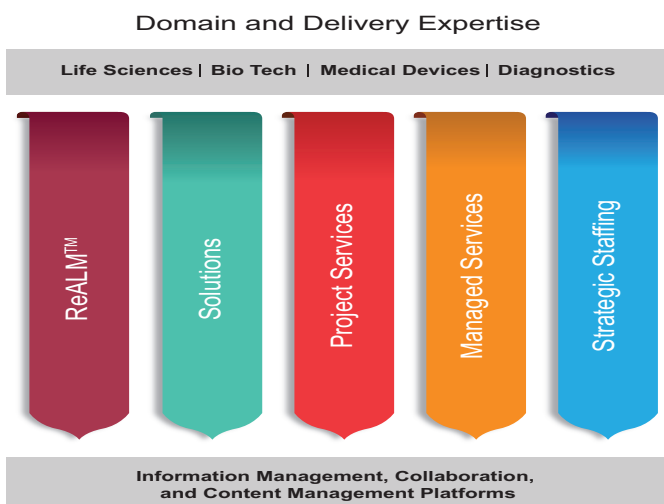 Domain and Delivery Expertise
Life Sciences | Bio Tech | Medical Devices | Diagnostics
ReALM™
Solutions
Project Services
Managed Services
Strategic Staffing
Information Management, Collaboration,
and Content Management Platforms